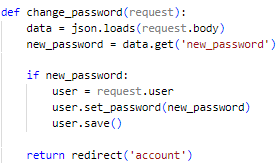 def change_password(request):
    data = json.loads(request.body)
    new_password = data.get('new_password')

    if new_password:
        user = request.user
        user.set_password(new_password)
        user.save()

    return redirect('account')